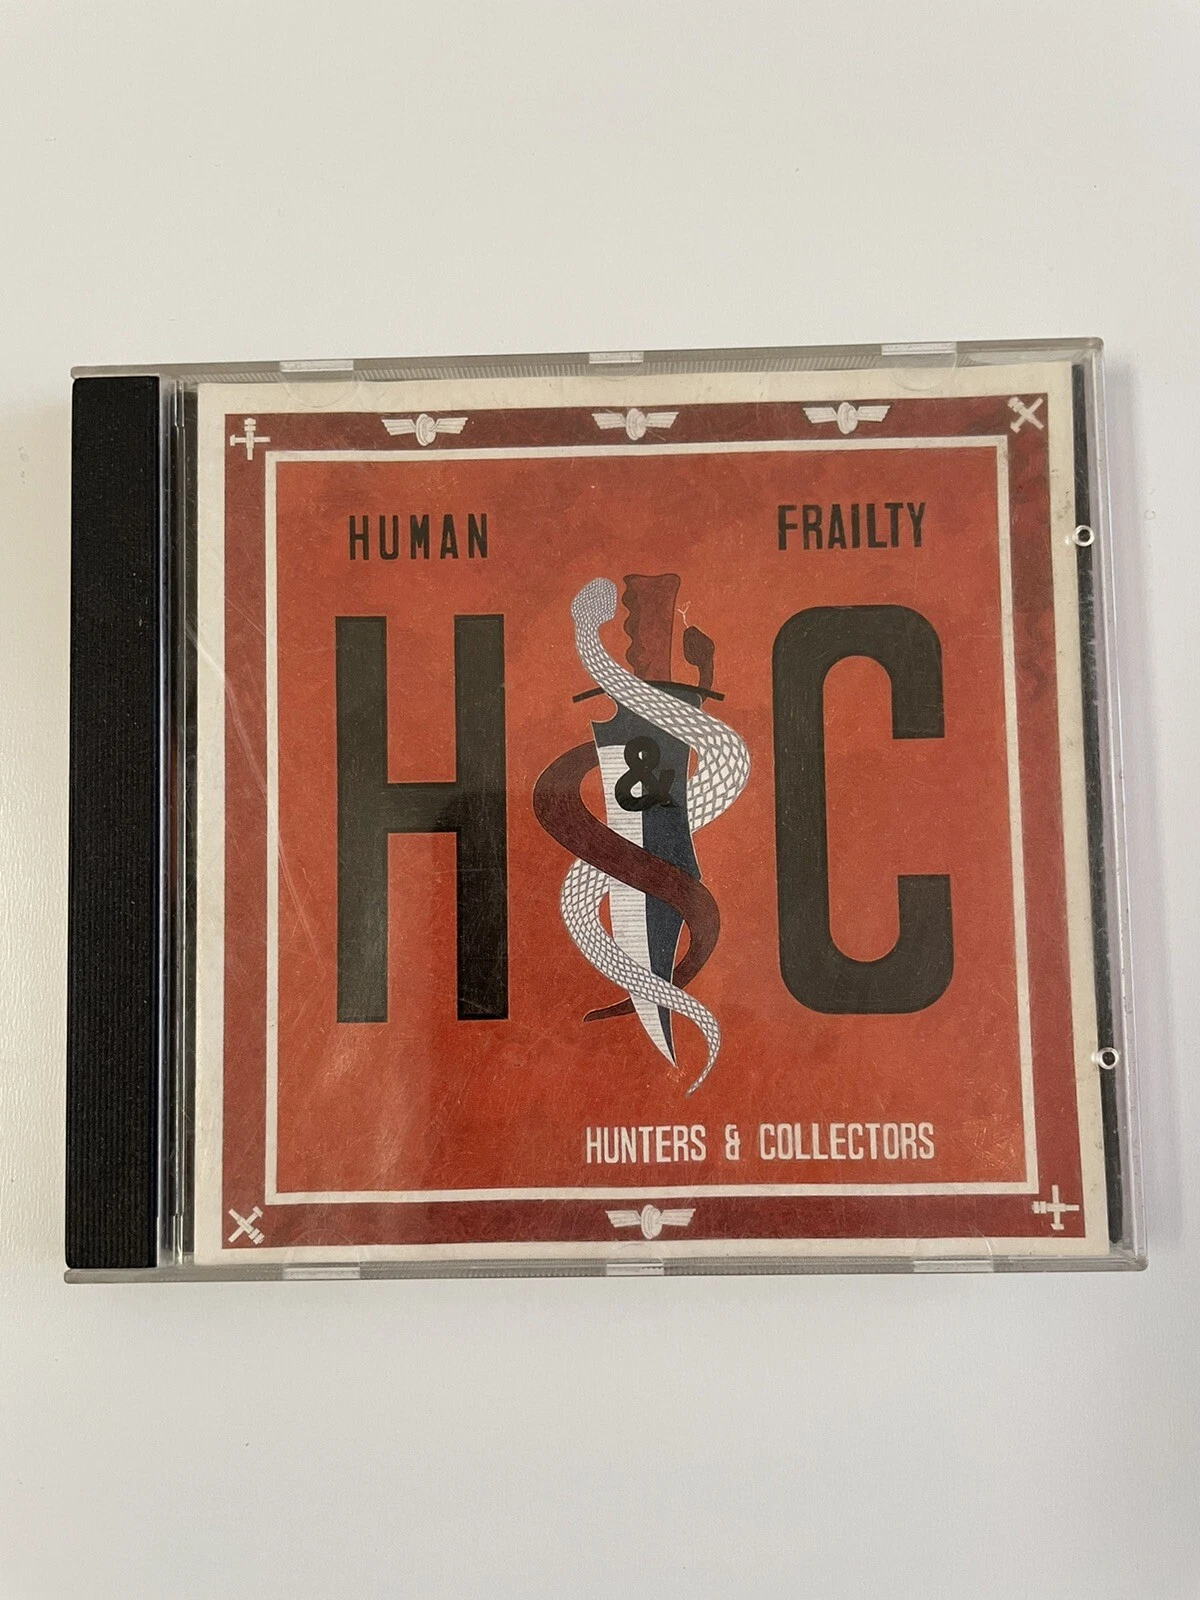 HUMAN FRAILTY
H & C
HUNTERS & COLLECTORS